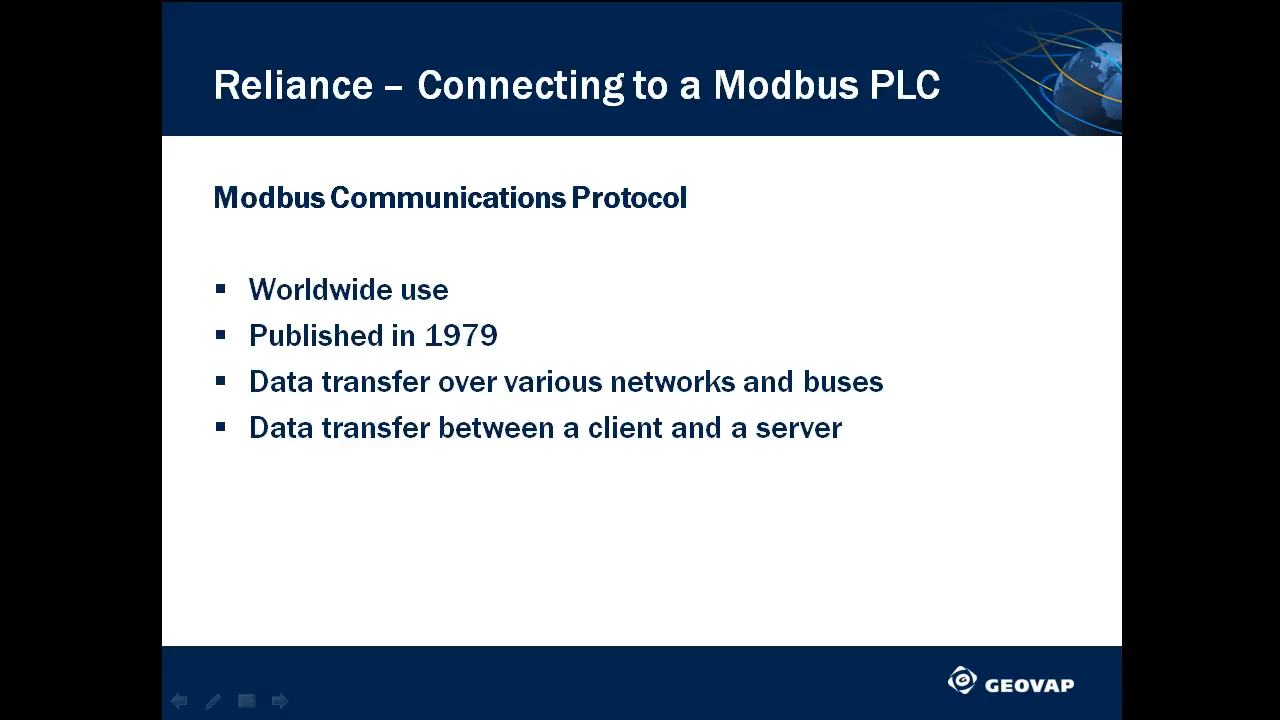 Reliance – Connecting to a Modbus PLC
Modbus Communications Protocol
▪ Worldwide use
▪ Published in 1979
▪ Data transfer over various networks and buses
▪ Data transfer between a client and a server
GEOVAP